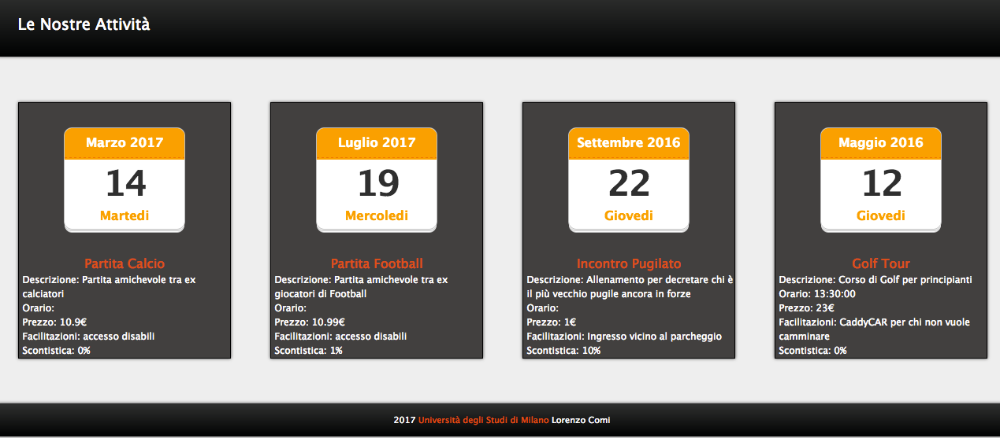 Le Nostre Attività
Marzo 2017
14
Martedi
Partita Calcio
Descrizione: Partita amichevole tra ex
calciatori
Orario:
Prezzo: 10.9€
Facilitazioni: accesso disabili
Scontistica: 0%
Luglio 2017
19
Mercoledi
Partita Football
Descrizione: Partita amichevole tra ex
giocatori di Football
Orario:
Prezzo: 10.99€
Facilitazioni: accesso disabili
Scontistica: 1%
Settembre 2016
22
Giovedi
Incontro Pugilato
Descrizione: Allenamento per decretare chi è
il più vecchio pugile ancora in forze
Orario:
Prezzo: 1€
Facilitazioni: Ingresso vicino al parcheggio
Scontistica: 10%
Maggio 2016
12
Giovedi
Golf Tour
Descrizione: Corso di Golf per principianti
Orario: 13:30:00
Prezzo: 23€
Facilitazioni: CaddyCAR per chi non vuole
camminare
Scontistica: 0%
2017 Università degli Studi di Milano Lorenzo Comi